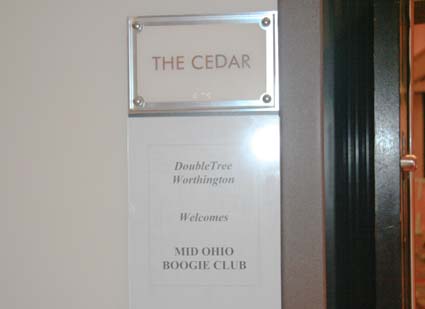 THE CEDAR
DoubleTree
Worthington
Welcomes
MID OHIO
BOOGIE CLUB